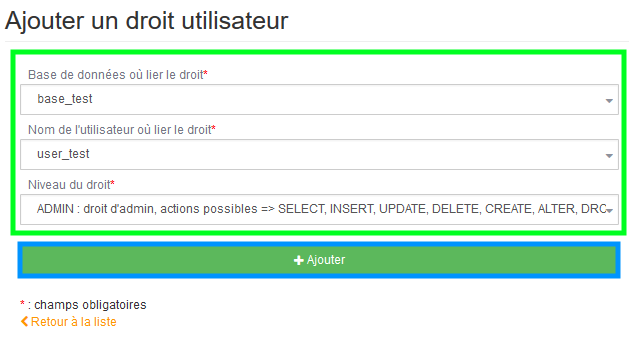 Ajouter un droit utilisateur
Base de données où lier le droit*
base_test
Nom de l'utilisateur où lier le droit*
user_test
Niveau du droit*
ADMIN : droit d'admin, actions possibles => SELECT, INSERT, UPDATE, DELETE, CREATE, ALTER, DRO
Ajouter
* : champs obligatoires
Retour à la liste